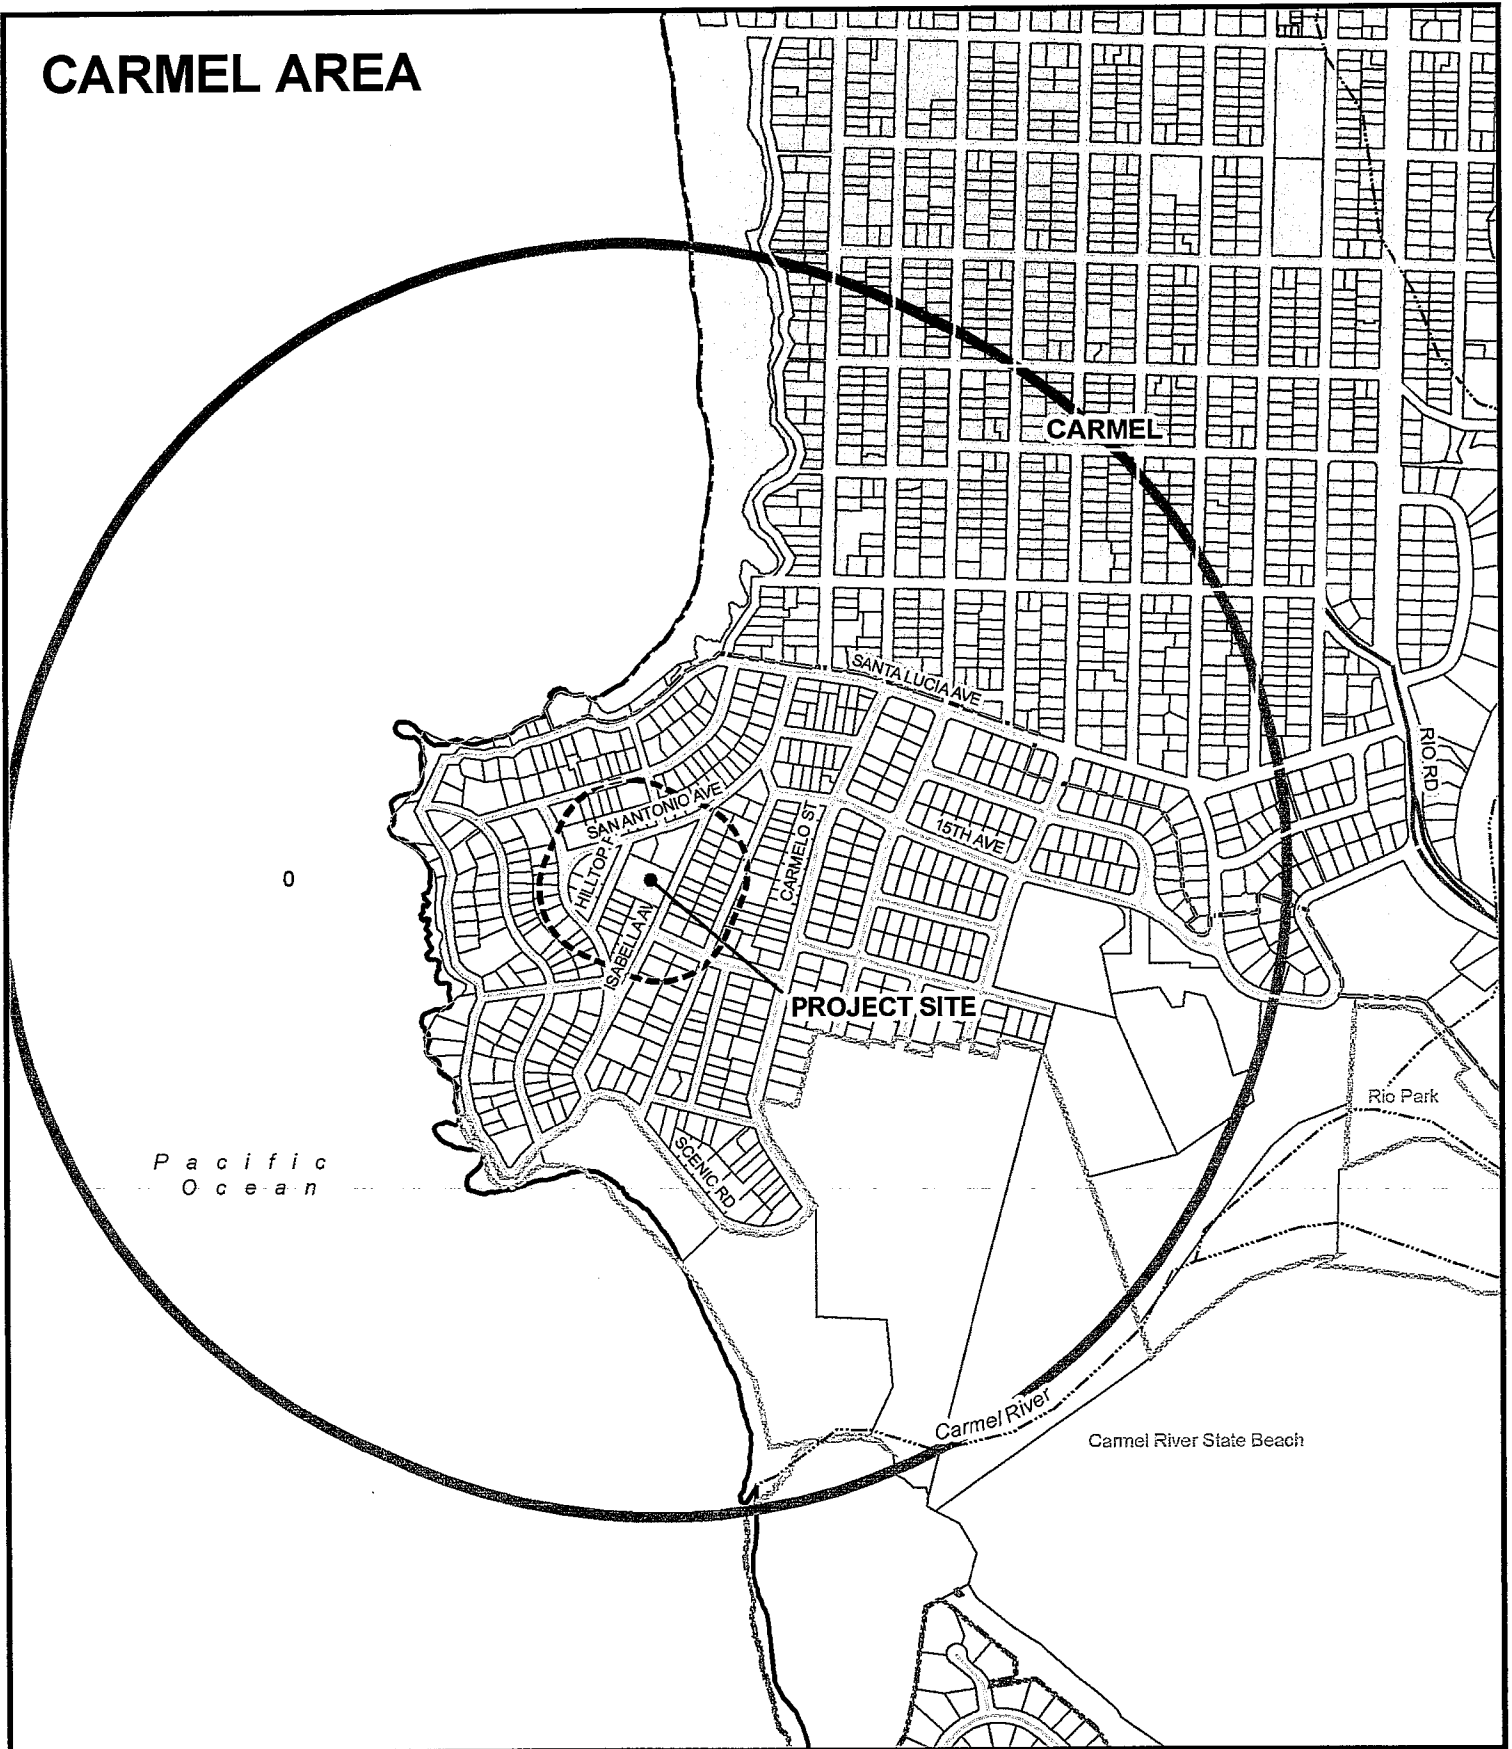 CARMEL AREA
CARMEL
SANTA LUCIA AVE
RIO RD
SAN ANTONIO AVE
HILLTOP
CARMELO ST
15TH AVE
0
ISABELLA AV
PROJECT SITE
Rio Park
SCENIC RD
Pacific
Ocean
Carmel River
Carmel River State Beach